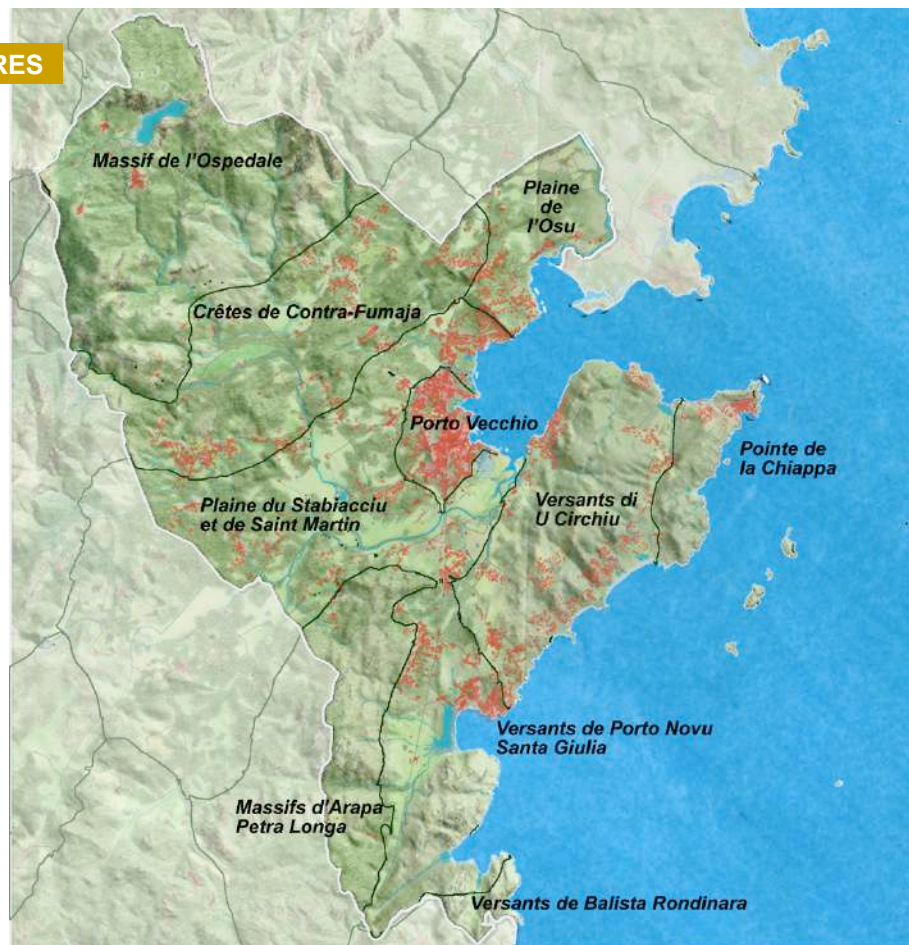 RES
Massif de l'Ospedale
Plaine
de
l'Osu
Crêtes de Contra-Fumaja
Porto Vecchio
Pointe de
la Chiappa
Plaine du Stabiacciu
et de Saint Martin
Versants di
U Circhiu
Versants de Porto Novu
Santa Giulia
Massifs d'Arapa
Petra Longa
Versants de Balista Rondinara